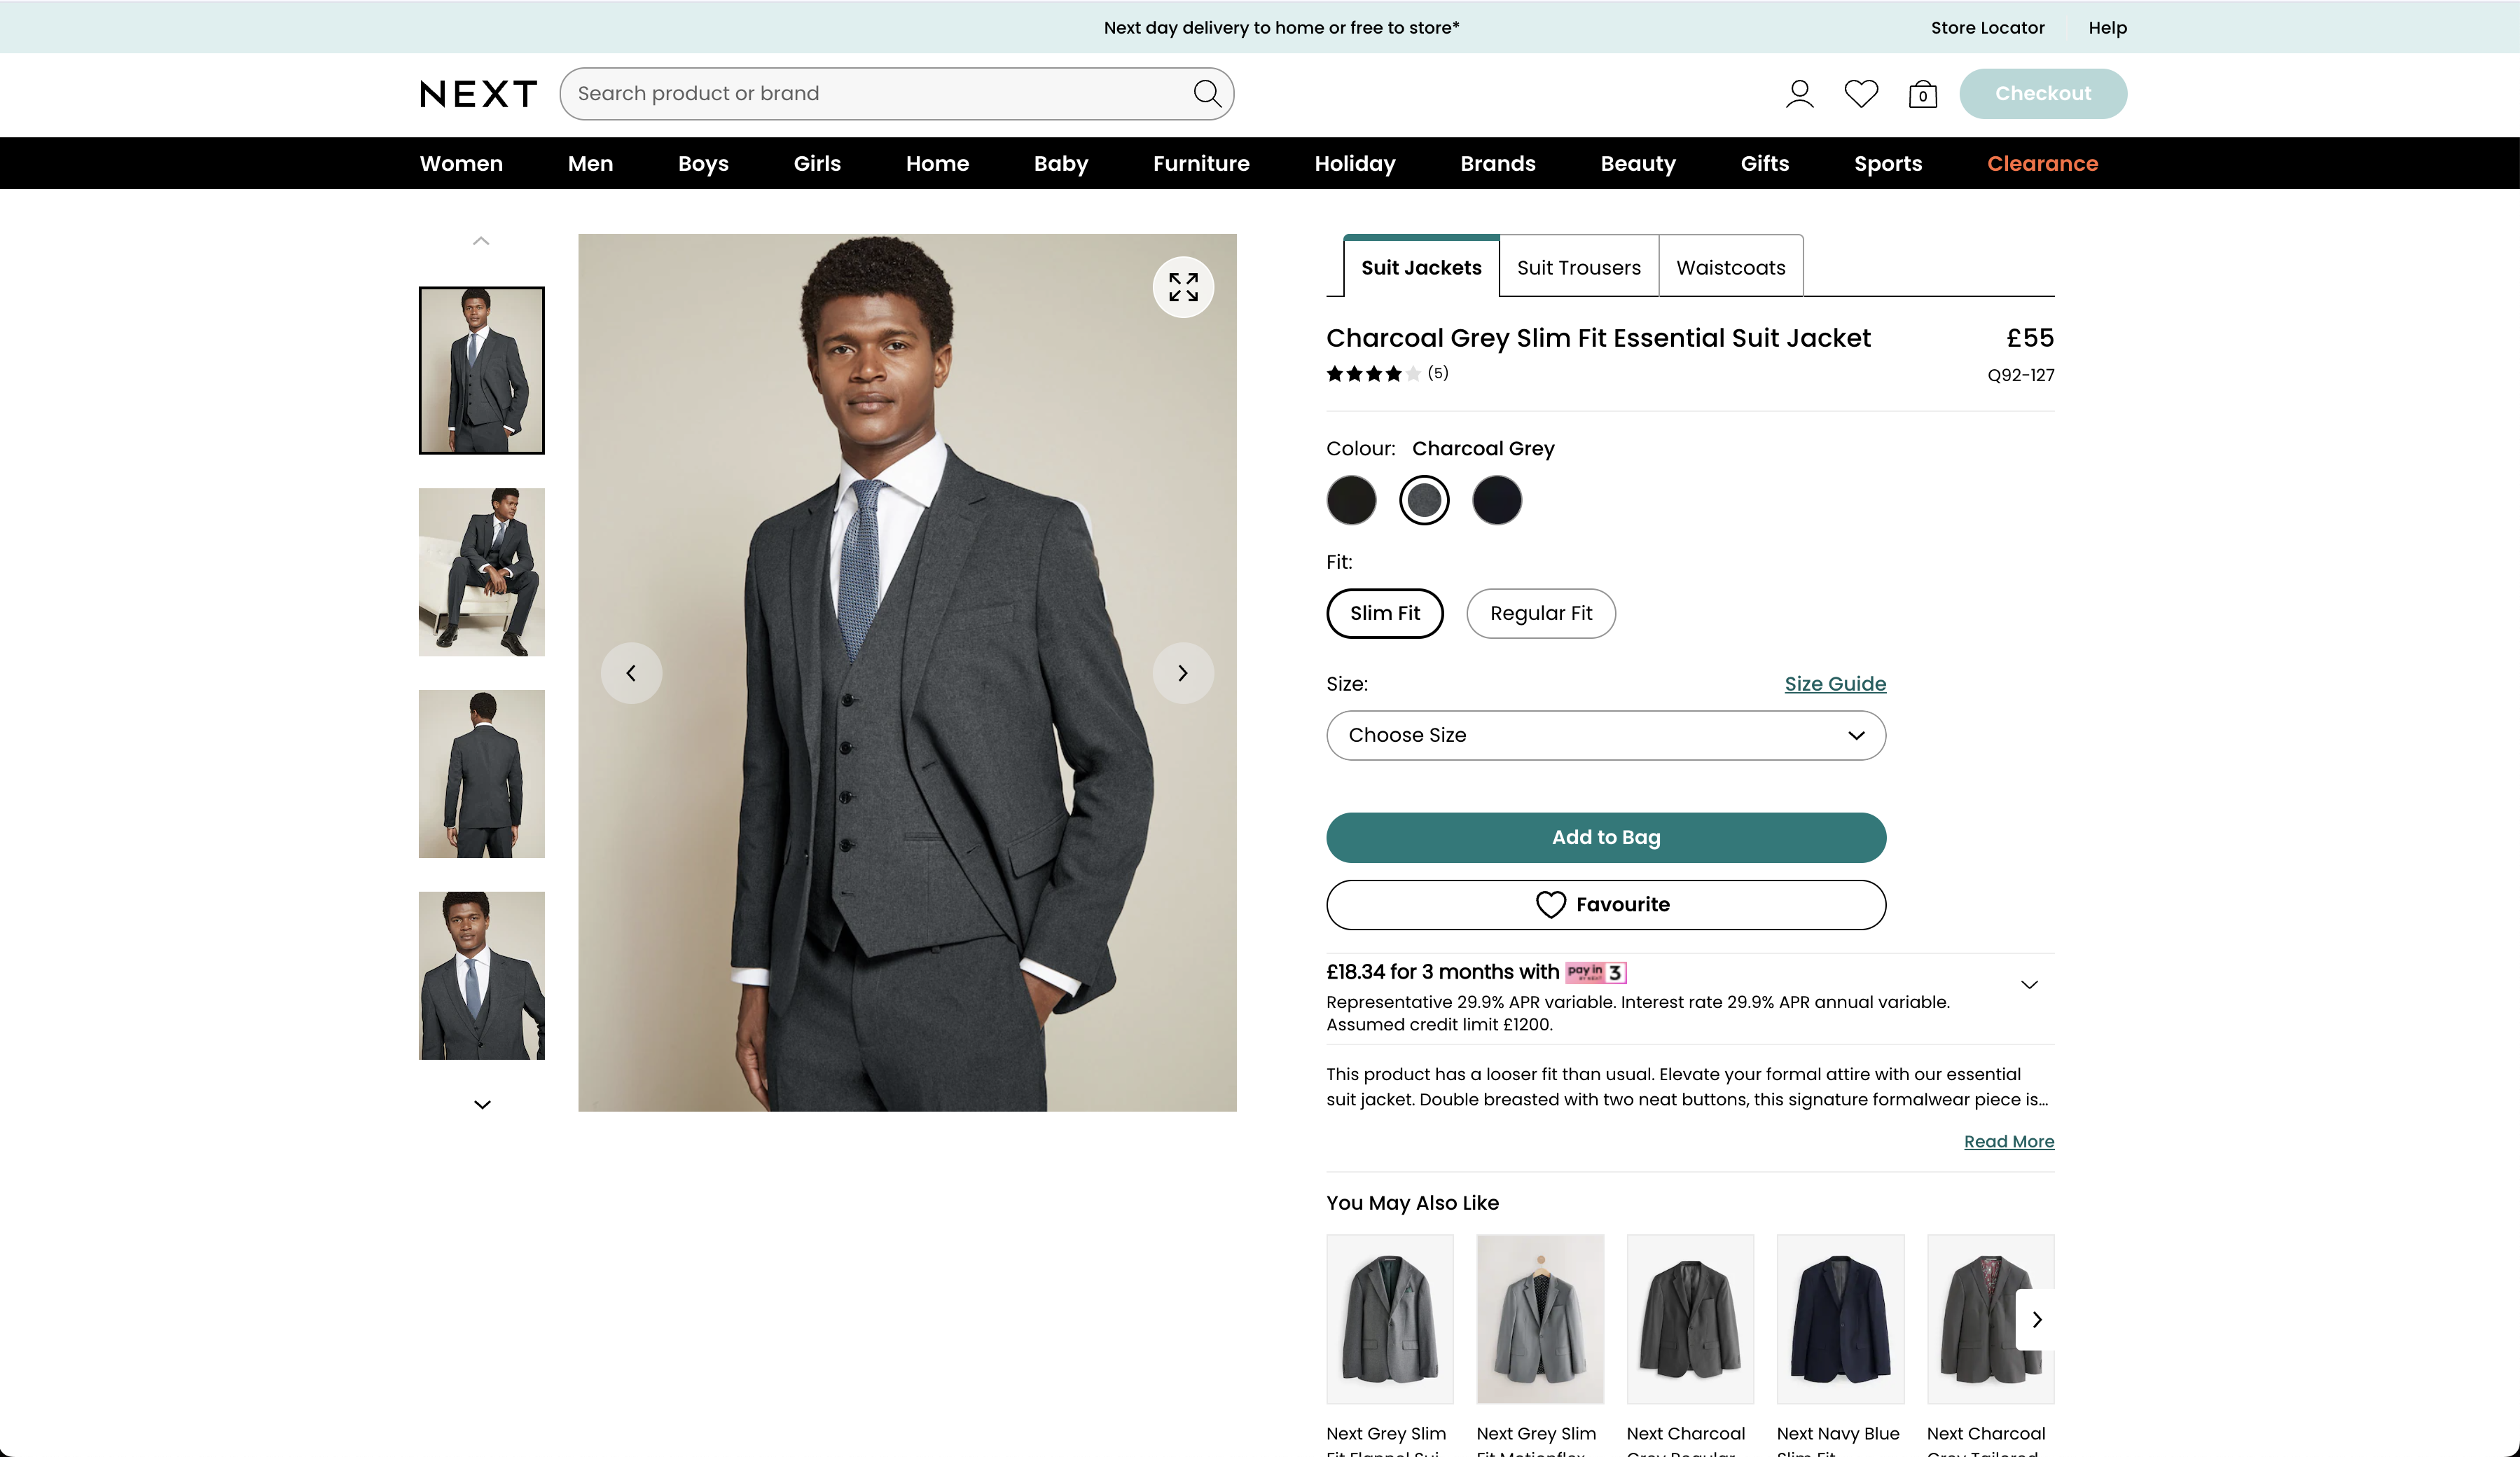 Next day delivery to home or free to store*
Store Locator
Help
NEXT
Search product or brand
0
Checkout
Women
Men
Boys
Girls
Home
Baby
Furniture
Holiday
Brands
Beauty
Gifts
Sports
Clearance
Suit Jackets
Suit Trousers
Waistcoats
Charcoal Grey Slim Fit Essential Suit Jacket
£55
(5)
Q92-127
Colour: Charcoal Grey
Fit:
Slim Fit
Regular Fit
Size:
Size Guide
Choose Size
Add to Bag
Favourite
£18.34 for 3 months with pay in 3
Representative 29.9% APR variable. Interest rate 29.9% APR annual variable.
Assumed credit limit £1200.
This product has a looser fit than usual. Elevate your formal attire with our essential
suit jacket. Double breasted with two neat buttons, this signature formalwear piece is...
Read More
You May Also Like
Next Grey Slim
Next Grey Slim
Next Charcoal
Next Navy Blue
Next Charcoal